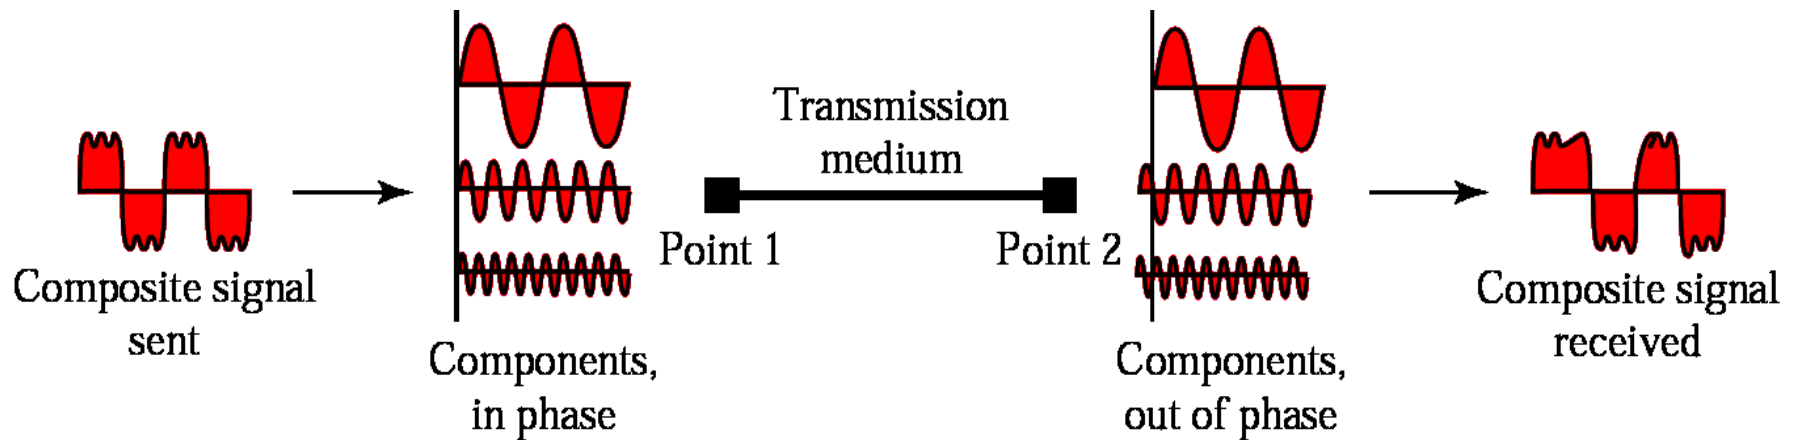 Composite signal
sent
Components,
in phase
Transmission
medium
Point 1
Point 2
Components,
out of phase
Composite signal
received